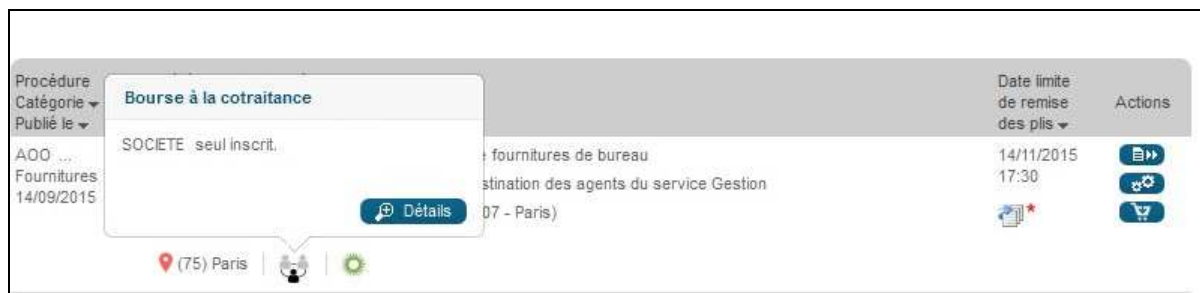 Procédure
Catégorie
Publié le
Bourse à la cotraitance
Date limite
de remise
des plis
Actions
AOO ...
Fournitures
14/09/2015
SOCIETE seul inscrit.
Détails
fournitures de bureau
stination des agents du service Gestion
07 - Paris)
14/11/2015
17:30
*
(75) Paris